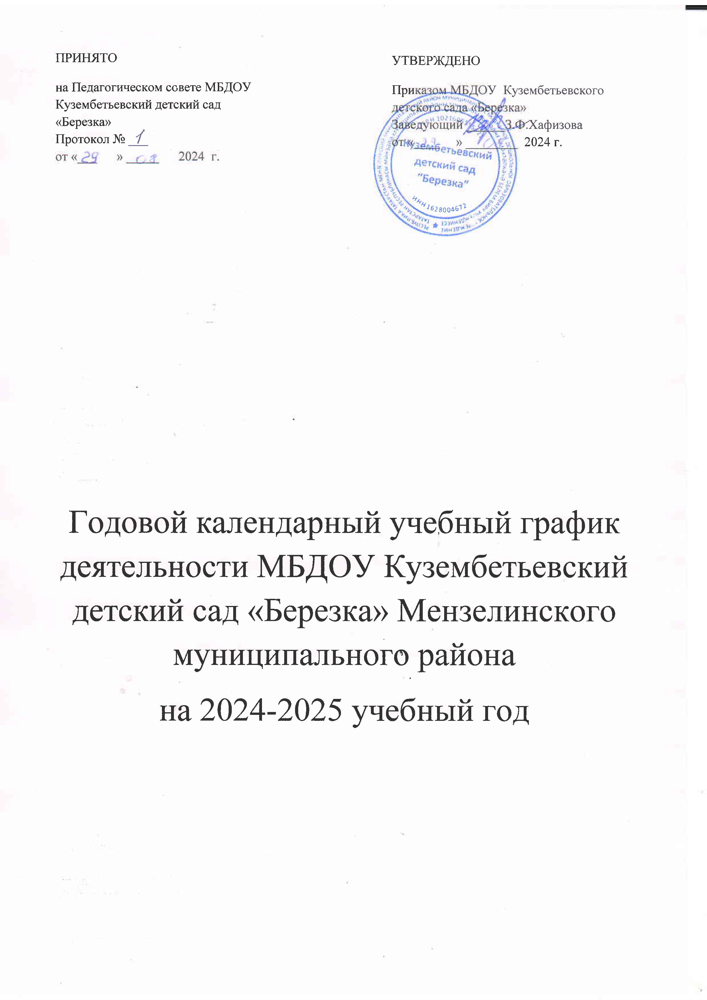 ПРИНЯТО
на Педагогическом совете МБДОУ
Кузембетьевский детский сад
«Березка»
Протокол № 1
от «29 » 08 2024 г.
УТВЕРЖДЕНО
Приказом МБДОУ Кузембетьевского
детского сада «Березка»
Заведующий ______З.Ф.Хафизова
от « 29 » 2024 г.
Кузембетьевский
детский сад
"Березка"
ИНН 1628004672
Годовой календарный учебный график
деятельности МБДОУ Кузембетьевский
детский сад «Березка» Мензелинского
муниципального района
на 2024-2025 учебный год